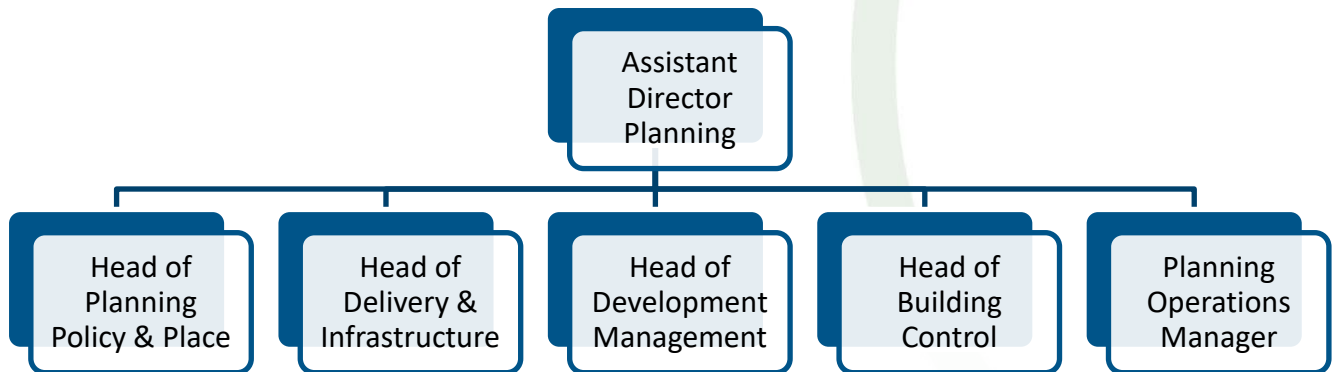 Assistant
Director
Planning
Head of
Planning
Policy & Place
Head of
Delivery &
Infrastructure
Head of
Development
Management
Head of
Building
Control
Planning
Operations
Manager